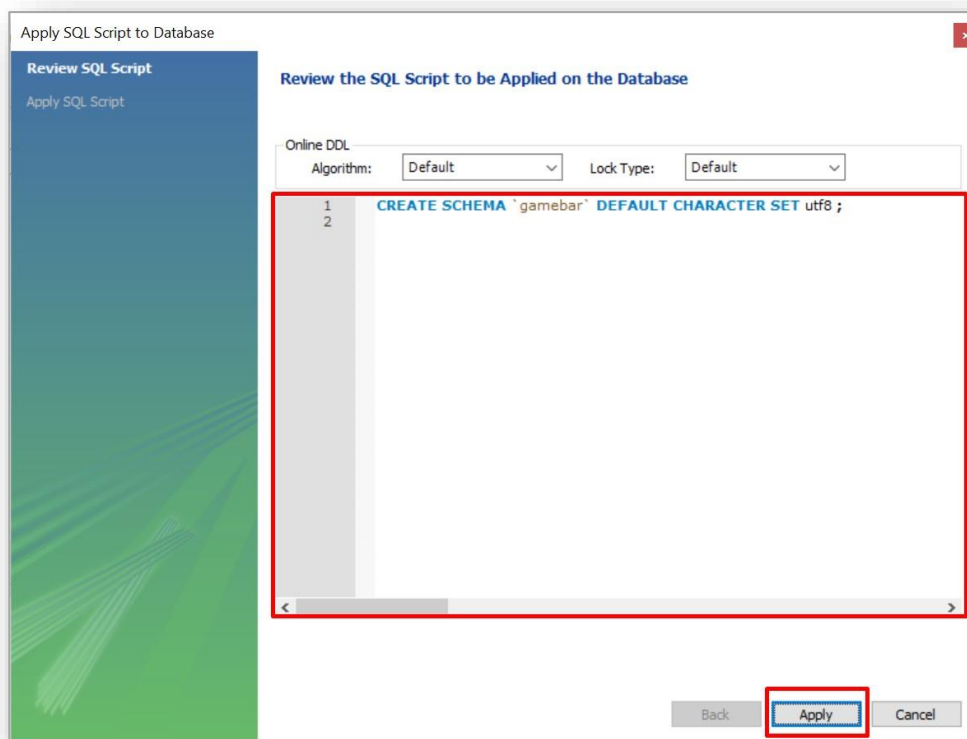 Apply SQL Script to Database
Review SQL Script
Apply SQL Script
Review the SQL Script to be Applied on the Database
Online DDL
Algorithm: Default Lock Type: Default
1 CREATE SCHEMA `gamebar` DEFAULT CHARACTER SET utf8 ;
2
Back Apply Cancel